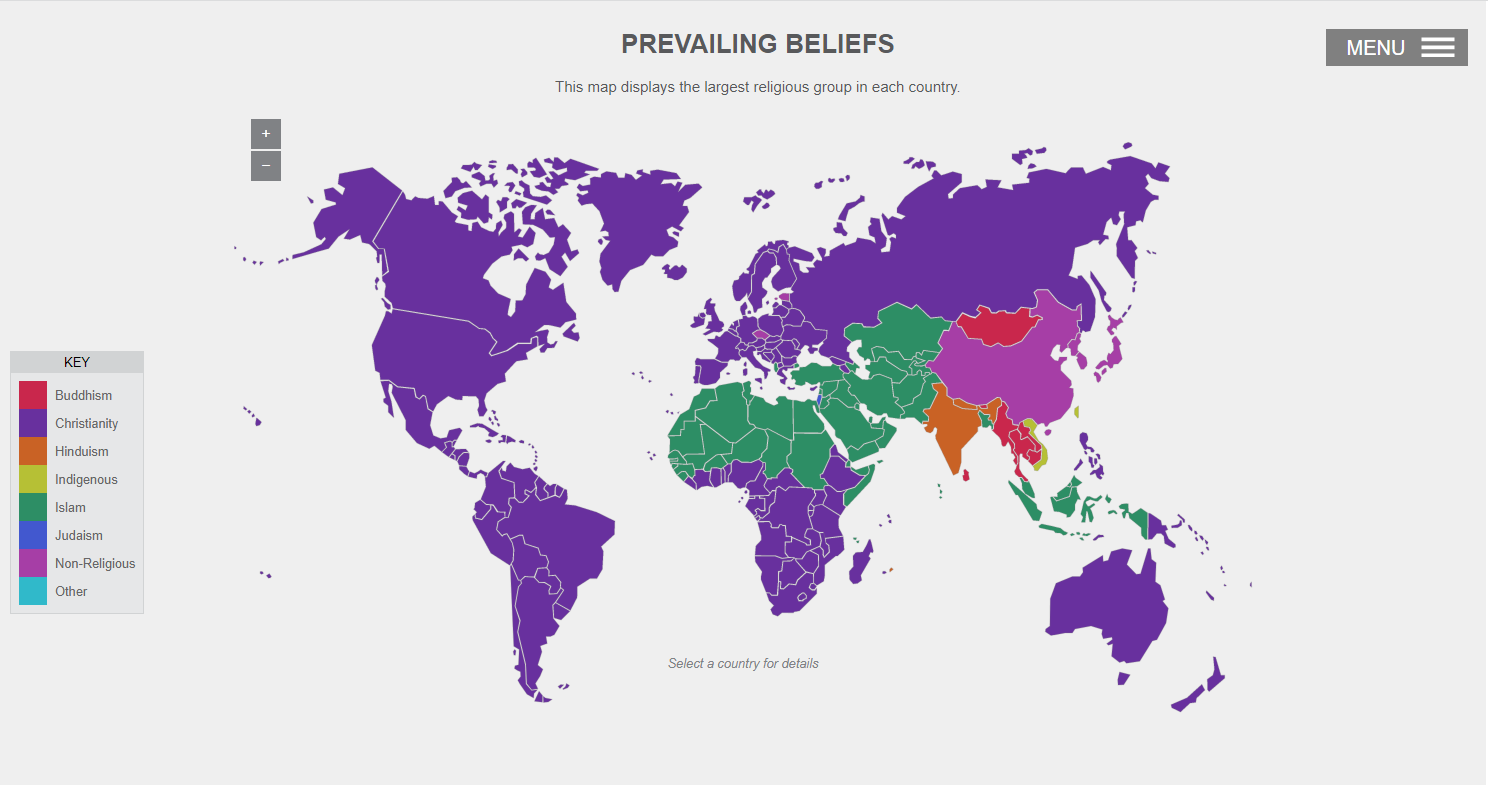 PREVAILING BELIEFS
MENU
This map displays the largest religious group in each country.
+
−
KEY
Buddhism
Christianity
Hinduism
Indigenous
Islam
Judaism
Non-Religious
Other
Select a country for details